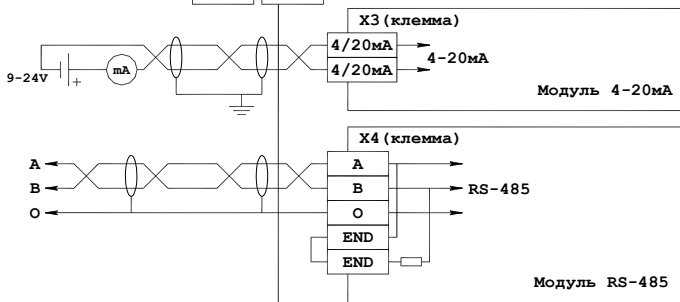 X3(клемма)
4/20мА
4/20мА
4-20мА
9-24V
+
mA
Модуль 4-20мА
X4(клемма)
A
A
B
B
RS-485
O
O
END
END
Модуль RS-485